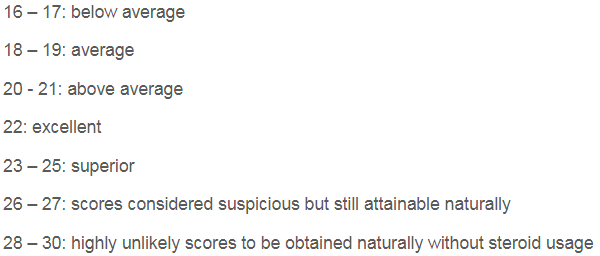 16 – 17: below average
18 – 19: average
20 - 21: above average
22: excellent
23 – 25: superior
26 – 27: scores considered suspicious but still attainable naturally
28 – 30: highly unlikely scores to be obtained naturally without steroid usage